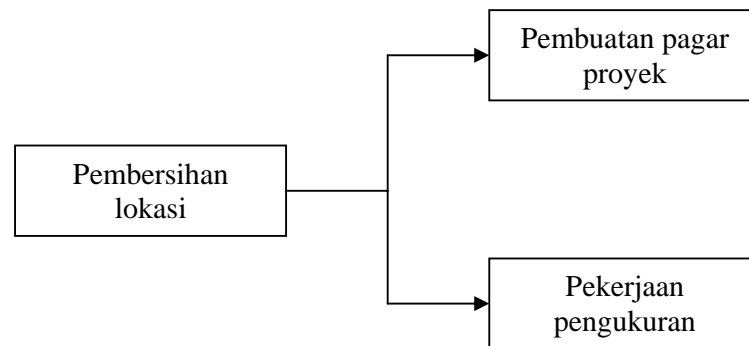 Pembuatan pagar
proyek
Pembersihan
lokasi
Pekerjaan
pengukuran